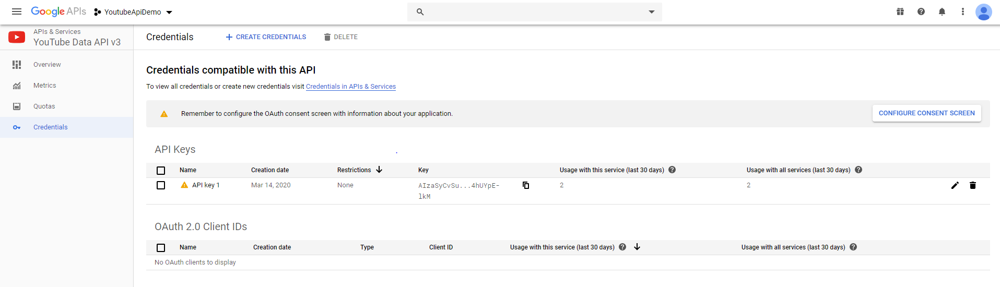 Google APIs YoutubeApiDemo
APIs & Services
YouTube Data API v3
Credentials CREATE CREDENTIALS DELETE
Overview
Metrics
Quotas
Credentials
Credentials compatible with this API
To view all credentials or create new credentials visit Credentials in APIs & Services
Remember to configure the OAuth consent screen with information about your application. CONFIGURE CONSENT SCREEN
API Keys
Name Creation date Restrictions Key Usage with this service (last 30 days) Usage with all services (last 30 days)
API key 1 Mar 14, 2020 None AIzaSyCvSu...4hUYpE- 2 2
lkM
OAuth 2.0 Client IDs
Name Creation date Type Client ID Usage with this service (last 30 days) Usage with all services (last 30 days)
No OAuth clients to display